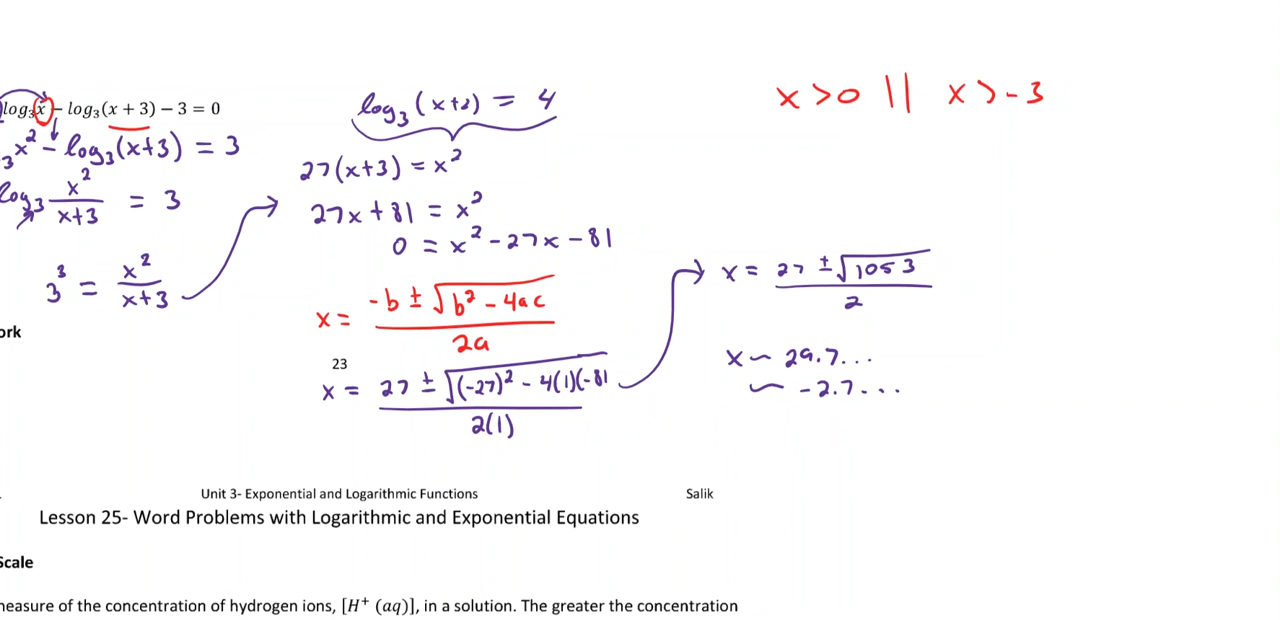 log₃x − log₃(x + 3) − 3 = 0
₃x² − log₃(x+3) = 3
log₃ x²/(x+3) = 3
3³ = x²/(x+3)
ork
log₃(x+2) = 4
27(x+3) = x²
27x + 81 = x²
0 = x² − 27x − 81
x = (-b ± √(b² − 4ac))/2a
23
x = 27 ± √((-27)² − 4(1)(-81 / 2(1)
x > 0 || x > -3
x = (27 ± √1053)/2
x ~ 29.7...
~ -2.7...
Unit 3- Exponential and Logarithmic Functions Salik
Lesson 25- Word Problems with Logarithmic and Exponential Equations
Scale
measure of the concentration of hydrogen ions, [H⁺ (aq)], in a solution. The greater the concentration